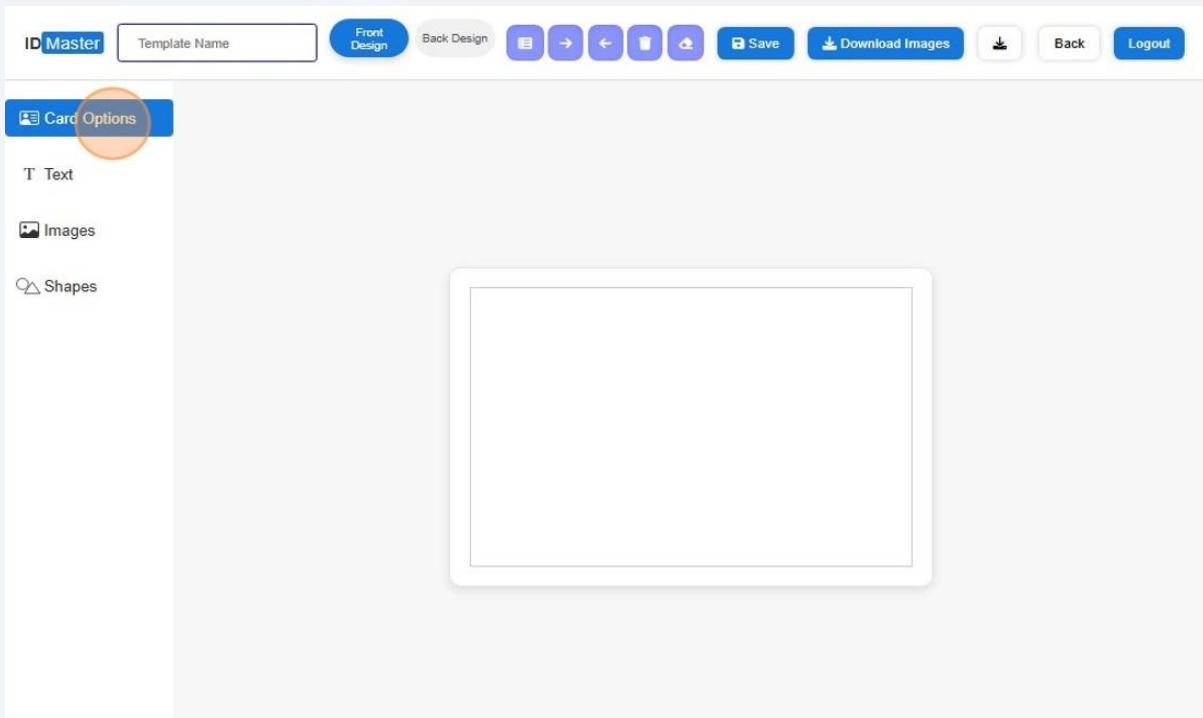 ID Master
Template Name
Front
Design
Back Design
Save
Download Images
Back
Logout
Card Options
T Text
Images
Shapes